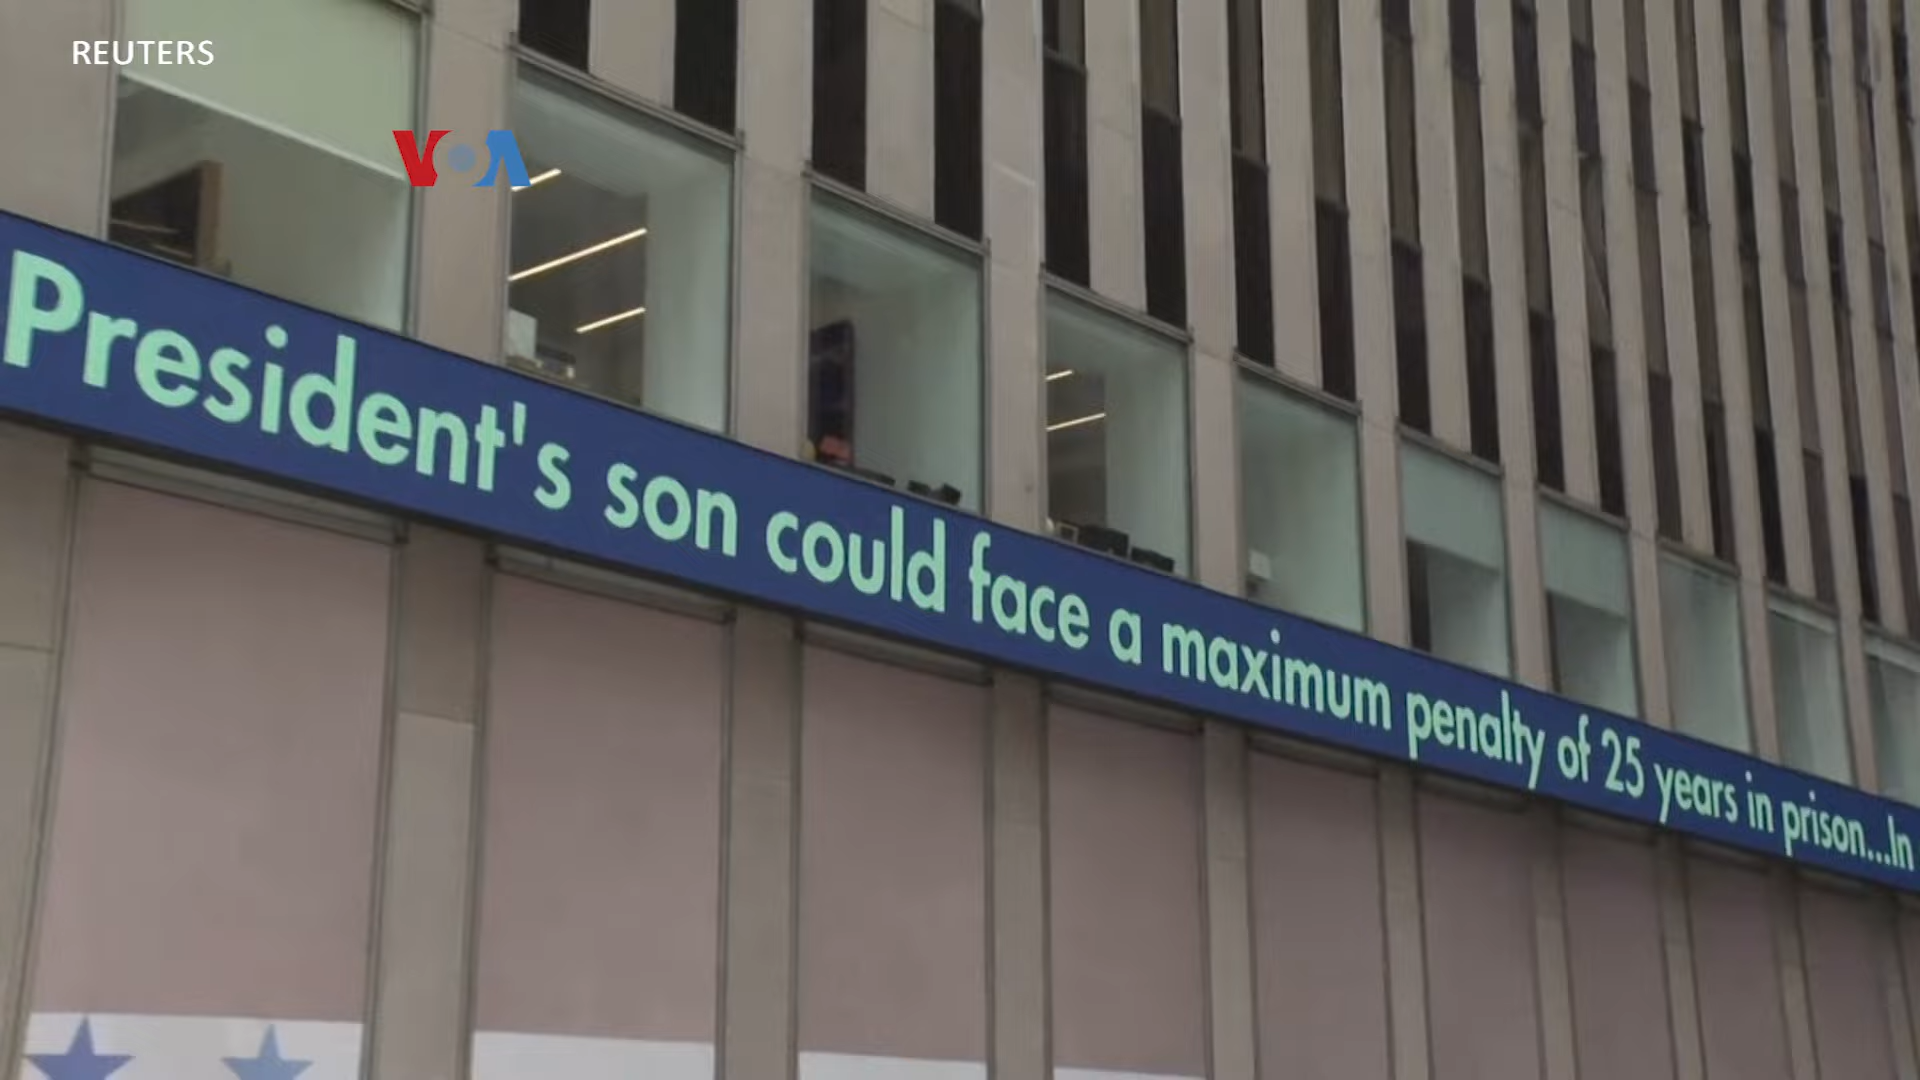 REUTERS
VOA
President's son could face a maximum penalty of 25 years in prison...In